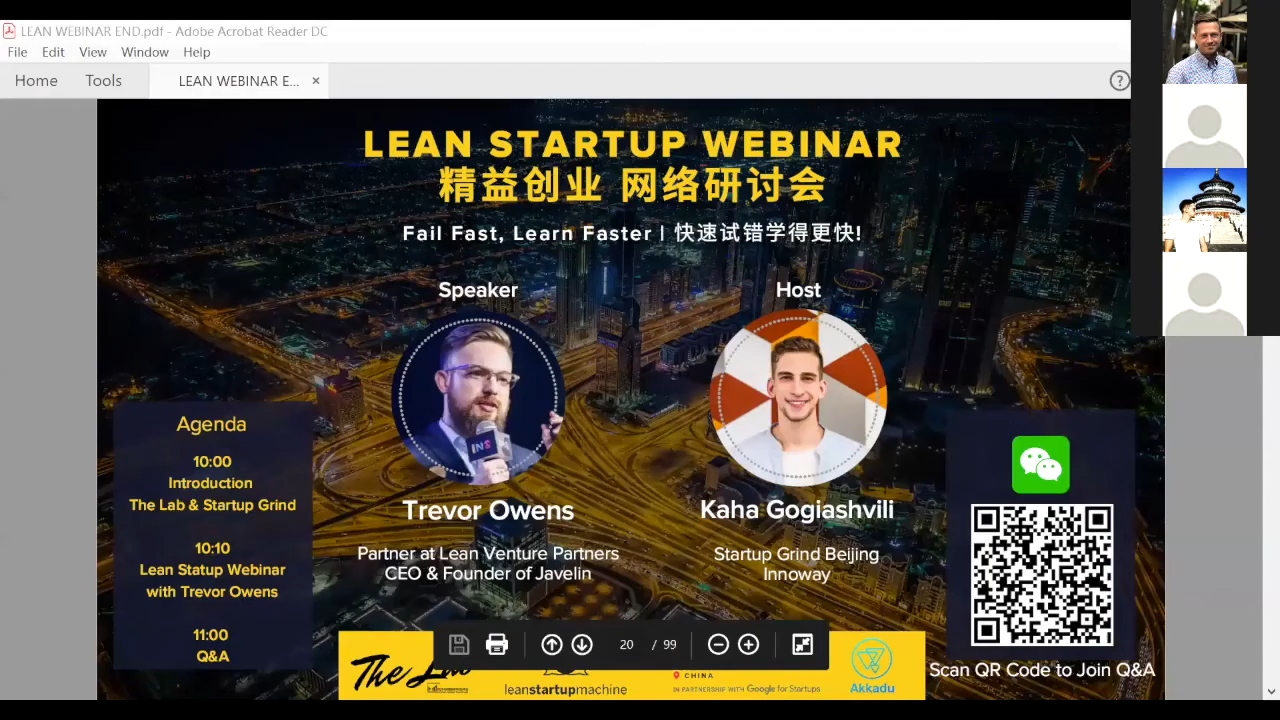 LEAN WEBINAR END.pdf - Adobe Acrobat Reader DC
File Edit View Window Help
Home Tools LEAN WEBINAR E... ×
?
LEAN STARTUP WEBINAR
精益创业 网络研讨会
Fail Fast, Learn Faster | 快速试错学得更快!
Speaker
Host
INS
Trevor Owens
Kaha Gogiashvili
Partner at Lean Venture Partners
CEO & Founder of Javelin
Startup Grind Beijing
Innoway
Agenda
10:00
Introduction
The Lab & Startup Grind
10:10
Lean Statup Webinar
with Trevor Owens
11:00
Q&A
Scan QR Code to Join Q&A
20 / 99
The
leanstartupmachine
CHINA
IN PARTNERSHIP WITH Google for Startups
Akkadu